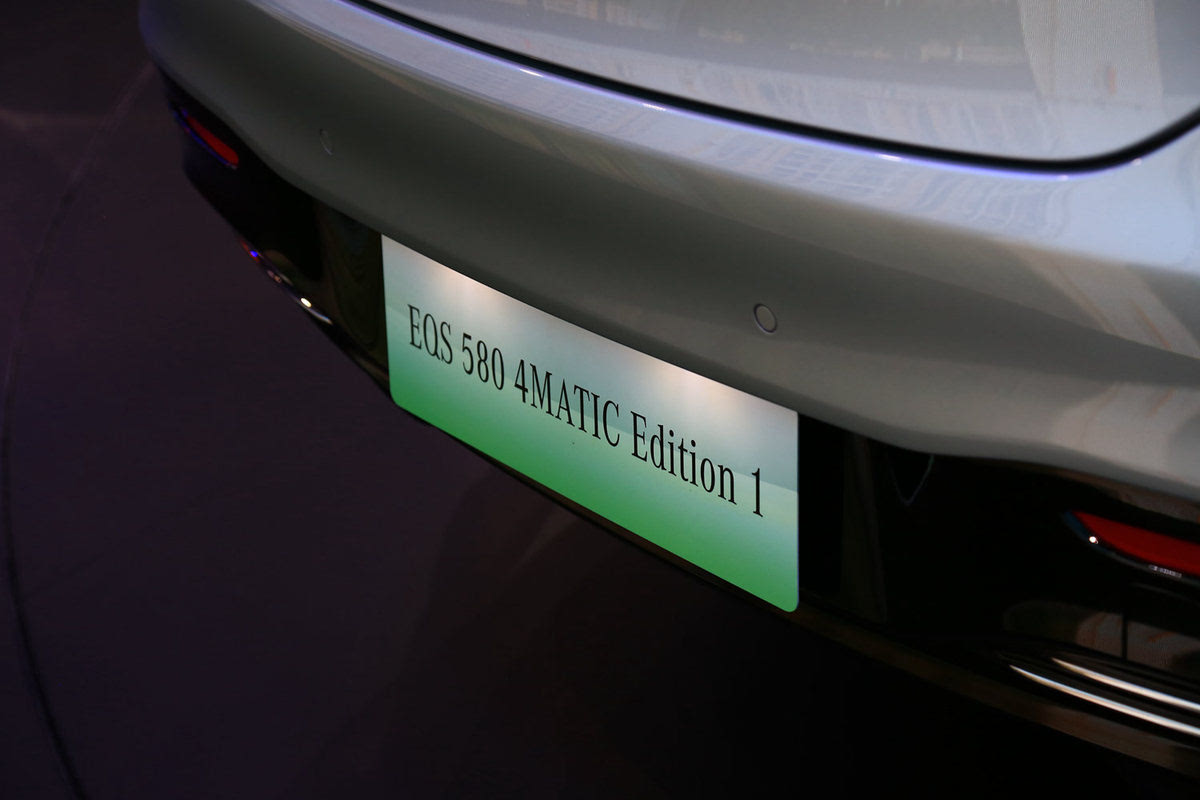 EQS 580 4MATIC Edition 1